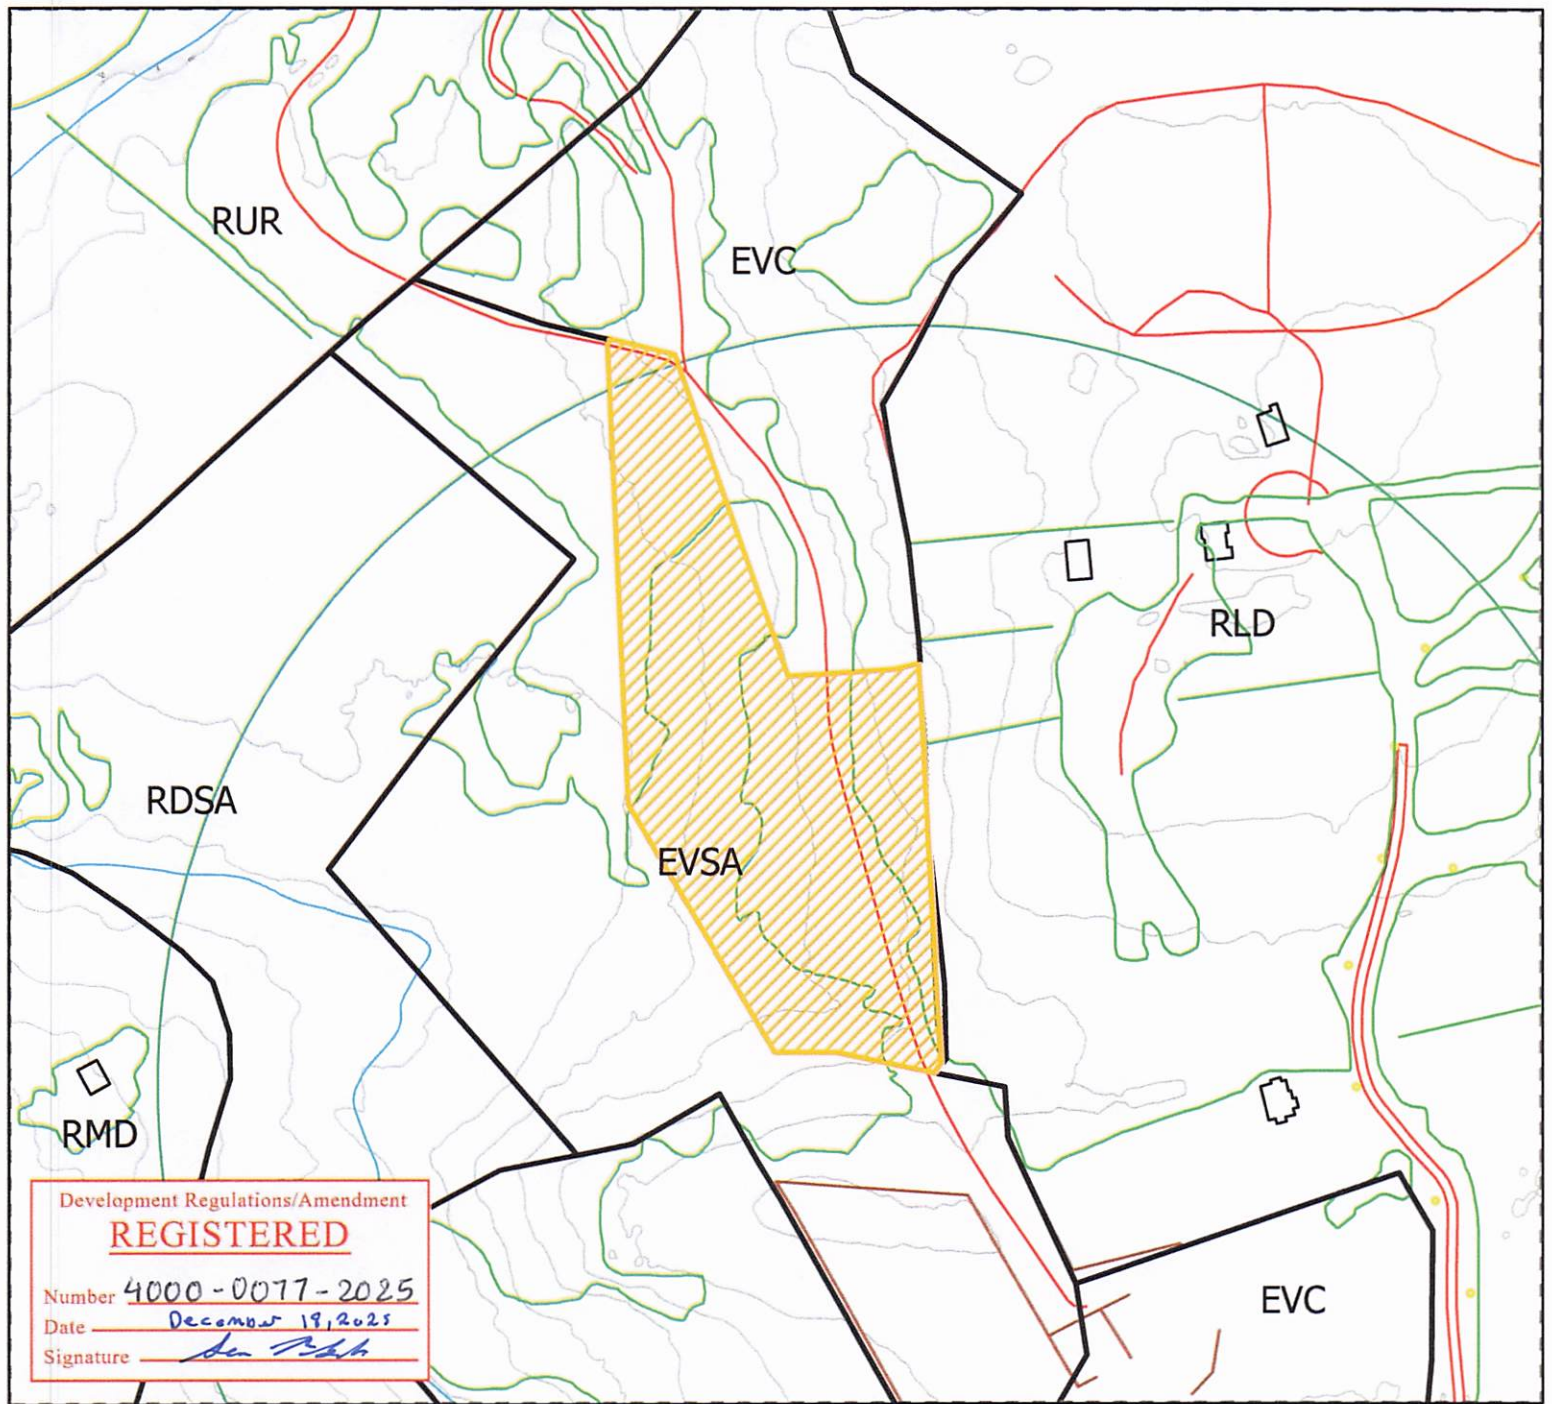 RUR
EVC
RLD
RDSA
EVSA
RMD
EVC
Development Regulations/Amendment
REGISTERED
Number 4000-0077-2025
Date December 18, 2025
Signature